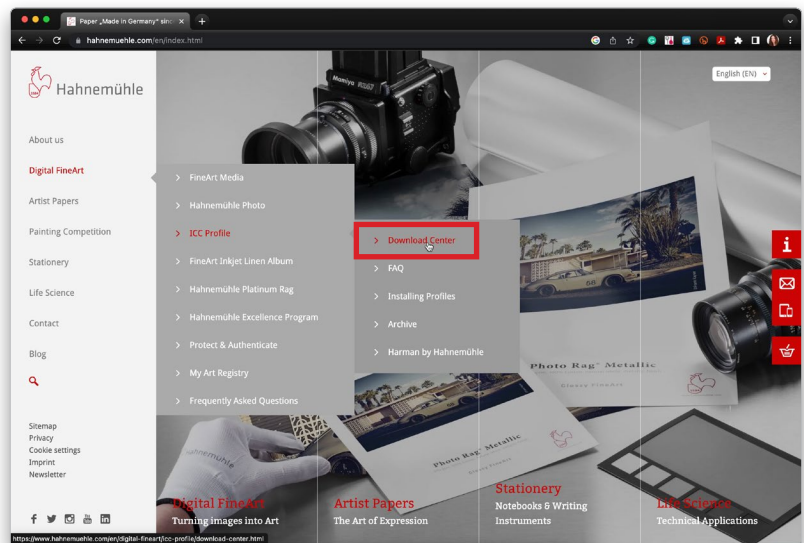 Paper „Made in Germany" sinc
hahnemuehle.com/en/index.html
Hahnemühle
English (EN)
About us
Digital FineArt
Artist Papers
Painting Competition
Stationery
Life Science
Contact
Blog
FineArt Media
Hahnemühle Photo
ICC Profile
FineArt Inkjet Linen Album
Hahnemühle Platinum Rag
Hahnemühle Excellence Program
Protect & Authenticate
My Art Registry
Frequently Asked Questions
Download Center
FAQ
Installing Profiles
Archive
Harman by Hahnemühle
Mamiya RB67
Photo Rag® Metallic
Glossy FineArt
Photo Rag® Metallic
Hahnemühle
Sitemap
Privacy
Cookie settings
Imprint
Newsletter
Digital FineArt
Turning images into Art
Artist Papers
The Art of Expression
Stationery
Notebooks & Writing
Instruments
Life Science
Technical Applications
https://www.hahnemuehle.com/en/digital-fineart/icc-profile/download-center.html